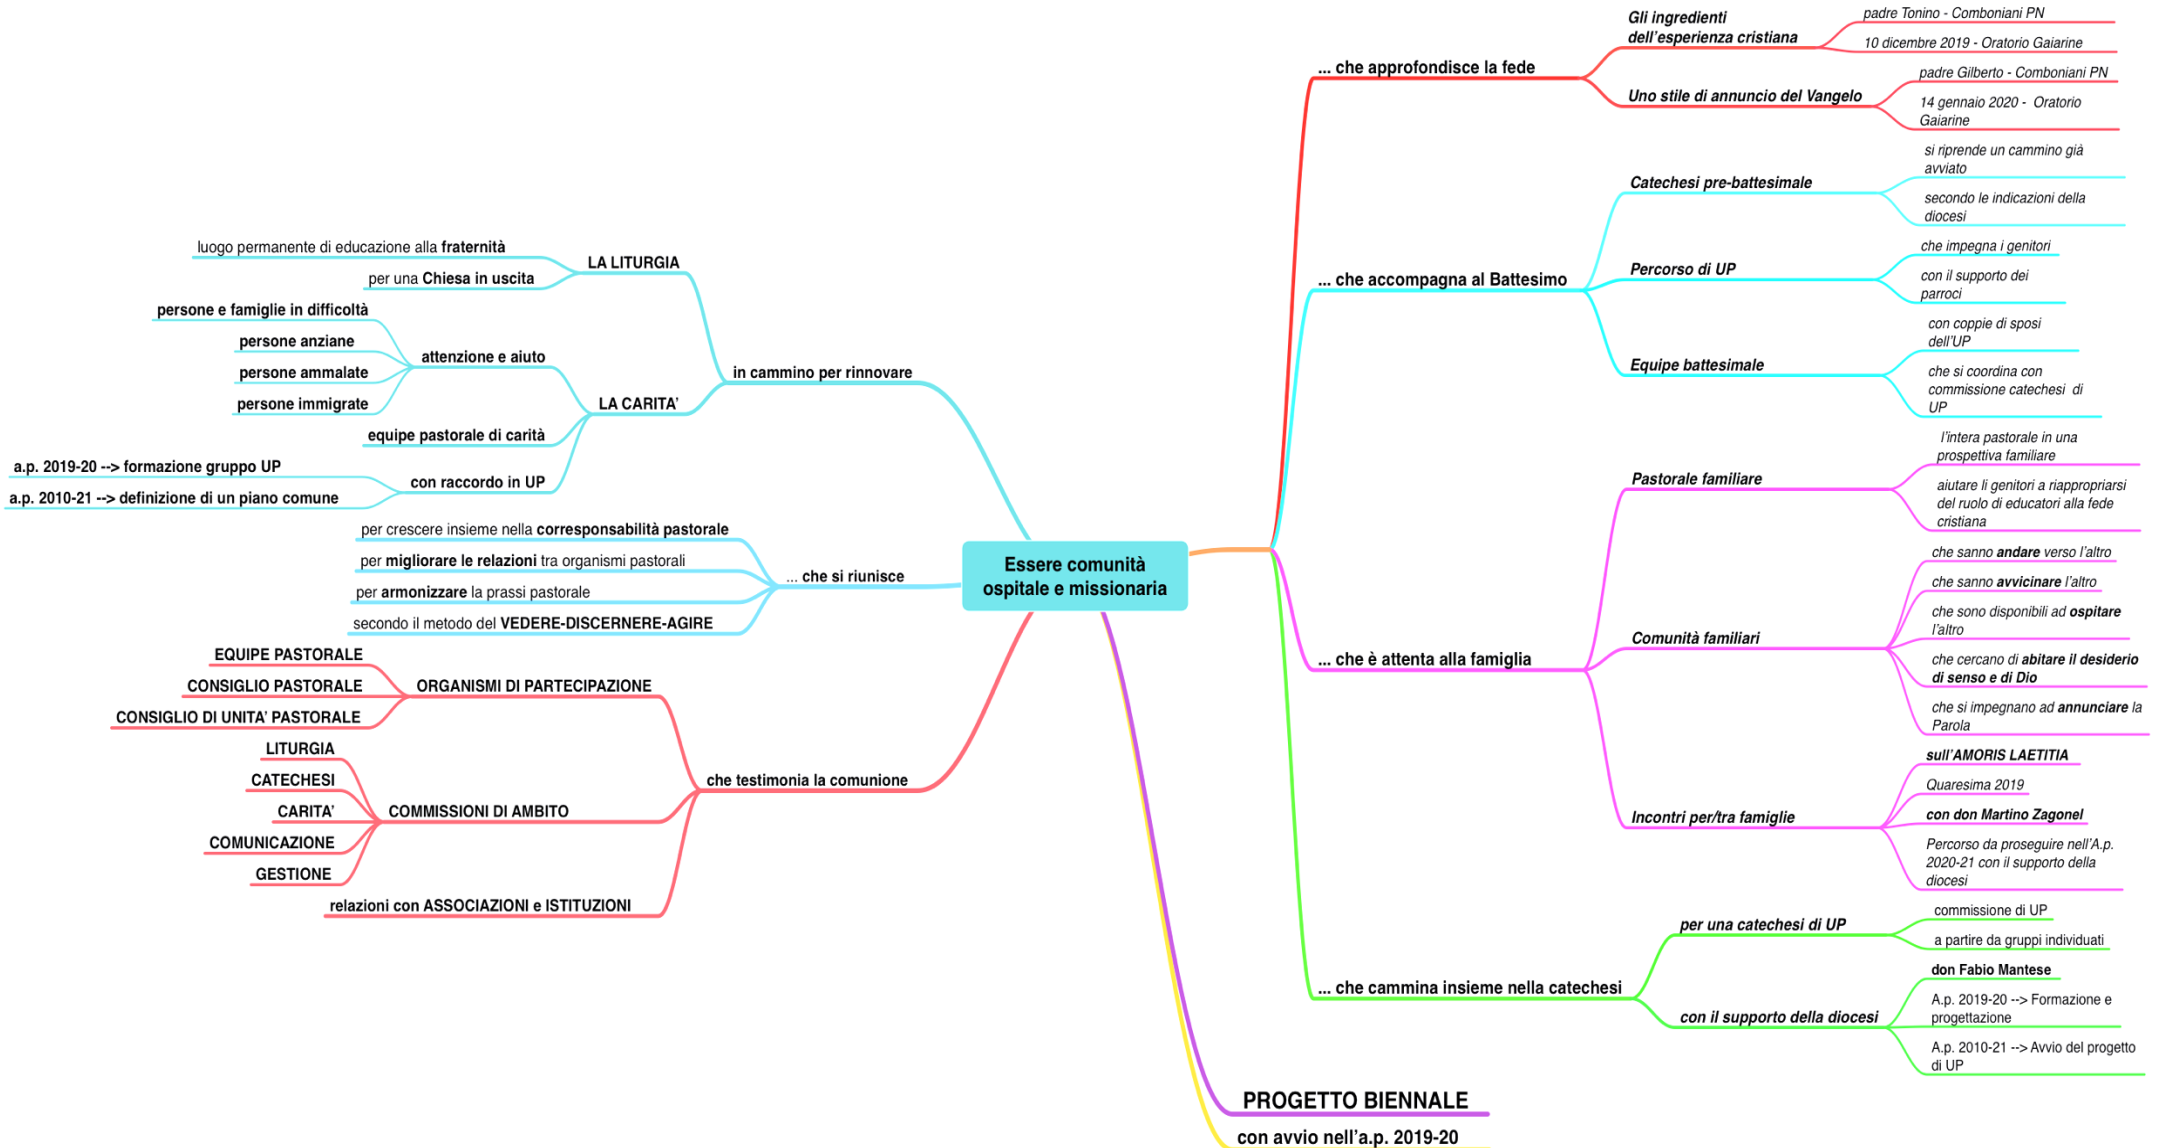 Essere comunità
ospitale e missionaria
... che approfondisce la fede
Gli ingredienti
dell'esperienza cristiana
padre Tonino - Comboniani PN
10 dicembre 2019 - Oratorio Gaiarine
Uno stile di annuncio del Vangelo
padre Gilberto - Comboniani PN
14 gennaio 2020 -  Oratorio
Gaiarine
... che accompagna al Battesimo
Catechesi pre-battesimale
si riprende un cammino già
avviato
secondo le indicazioni della
diocesi
Percorso di UP
che impegna i genitori
con il supporto dei
parroci
Equipe battesimale
con coppie di sposi
dell'UP
che si coordina con
commissione catechesi  di
UP
... che è attenta alla famiglia
Pastorale familiare
l'intera pastorale in una
prospettiva familiare
aiutare li genitori a riappropriarsi
del ruolo di educatori alla fede
cristiana
Comunità familiari
che sanno andare verso l'altro
che sanno avvicinare l'altro
che sono disponibili ad ospitare
l'altro
che cercano di abitare il desiderio
di senso e di Dio
che si impegnano ad annunciare la
Parola
Incontri per/tra famiglie
sull'AMORIS LAETITIA
Quaresima 2019
con don Martino Zagonel
Percorso da proseguire nell'A.p.
2020-21 con il supporto della
diocesi
... che cammina insieme nella catechesi
per una catechesi di UP
commissione di UP
a partire da gruppi individuati
con il supporto della diocesi
don Fabio Mantese
A.p. 2019-20 --> Formazione e
progettazione
A.p. 2010-21 --> Avvio del progetto
di UP
PROGETTO BIENNALE
con avvio nell'a.p. 2019-20
in cammino per rinnovare
LA LITURGIA
luogo permanente di educazione alla fraternità
per una Chiesa in uscita
LA CARITA'
attenzione e aiuto
persone e famiglie in difficoltà
persone anziane
persone ammalate
persone immigrate
equipe pastorale di carità
con raccordo in UP
a.p. 2019-20 --> formazione gruppo UP
a.p. 2010-21 --> definizione di un piano comune
... che si riunisce
per crescere insieme nella corresponsabilità pastorale
per migliorare le relazioni tra organismi pastorali
per armonizzare la prassi pastorale
secondo il metodo del VEDERE-DISCERNERE-AGIRE
che testimonia la comunione
ORGANISMI DI PARTECIPAZIONE
EQUIPE PASTORALE
CONSIGLIO PASTORALE
CONSIGLIO DI UNITA' PASTORALE
COMMISSIONI DI AMBITO
LITURGIA
CATECHESI
CARITA'
COMUNICAZIONE
GESTIONE
relazioni con ASSOCIAZIONI e ISTITUZIONI